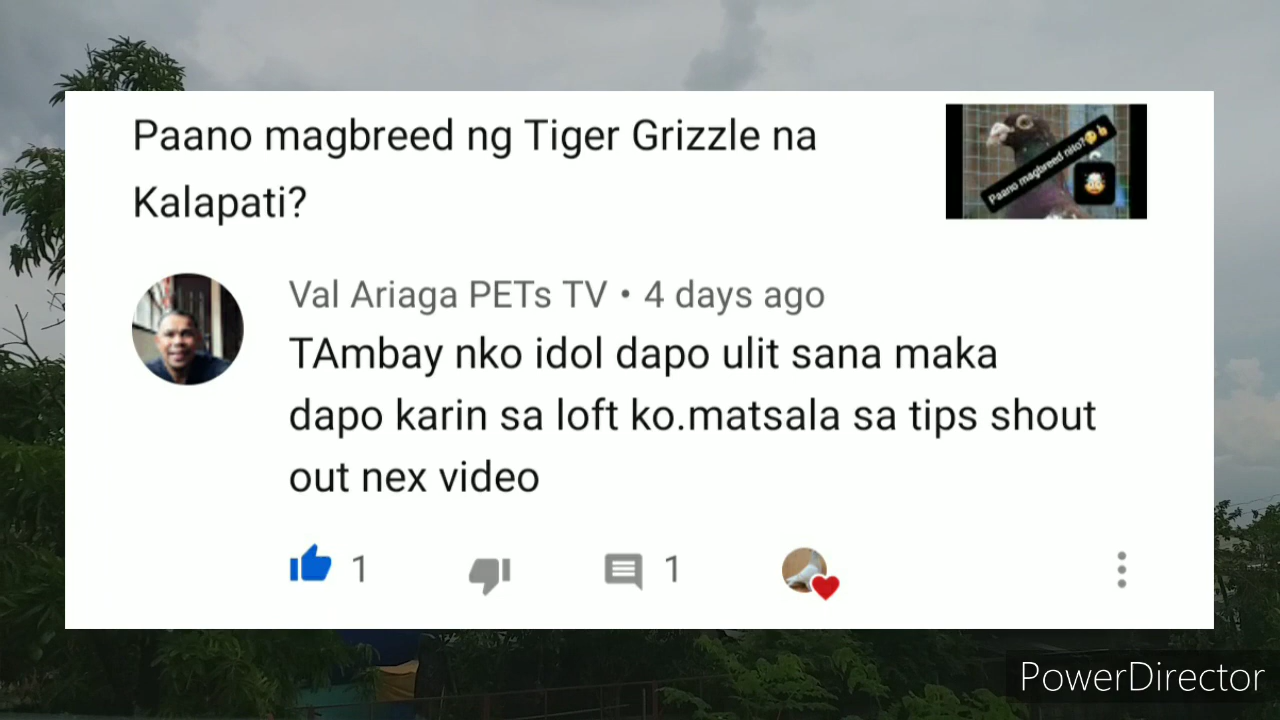 Paano magbreed ng Tiger Grizzle na
Kalapati?
Paano magbreed nito?
Val Ariaga PETs TV • 4 days ago
TAmbay nko idol dapo ulit sana maka
dapo karin sa loft ko.matsala sa tips shout
out nex video
1
1
PowerDirector